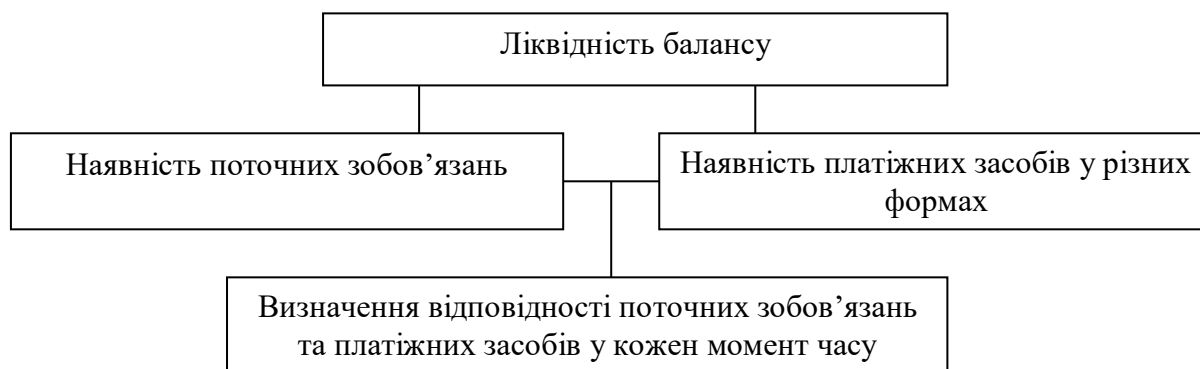 Ліквідність балансу
Наявність поточних зобов’язань
Наявність платіжних засобів у різних
формах
Визначення відповідності поточних зобов’язань
та платіжних засобів у кожен момент часу